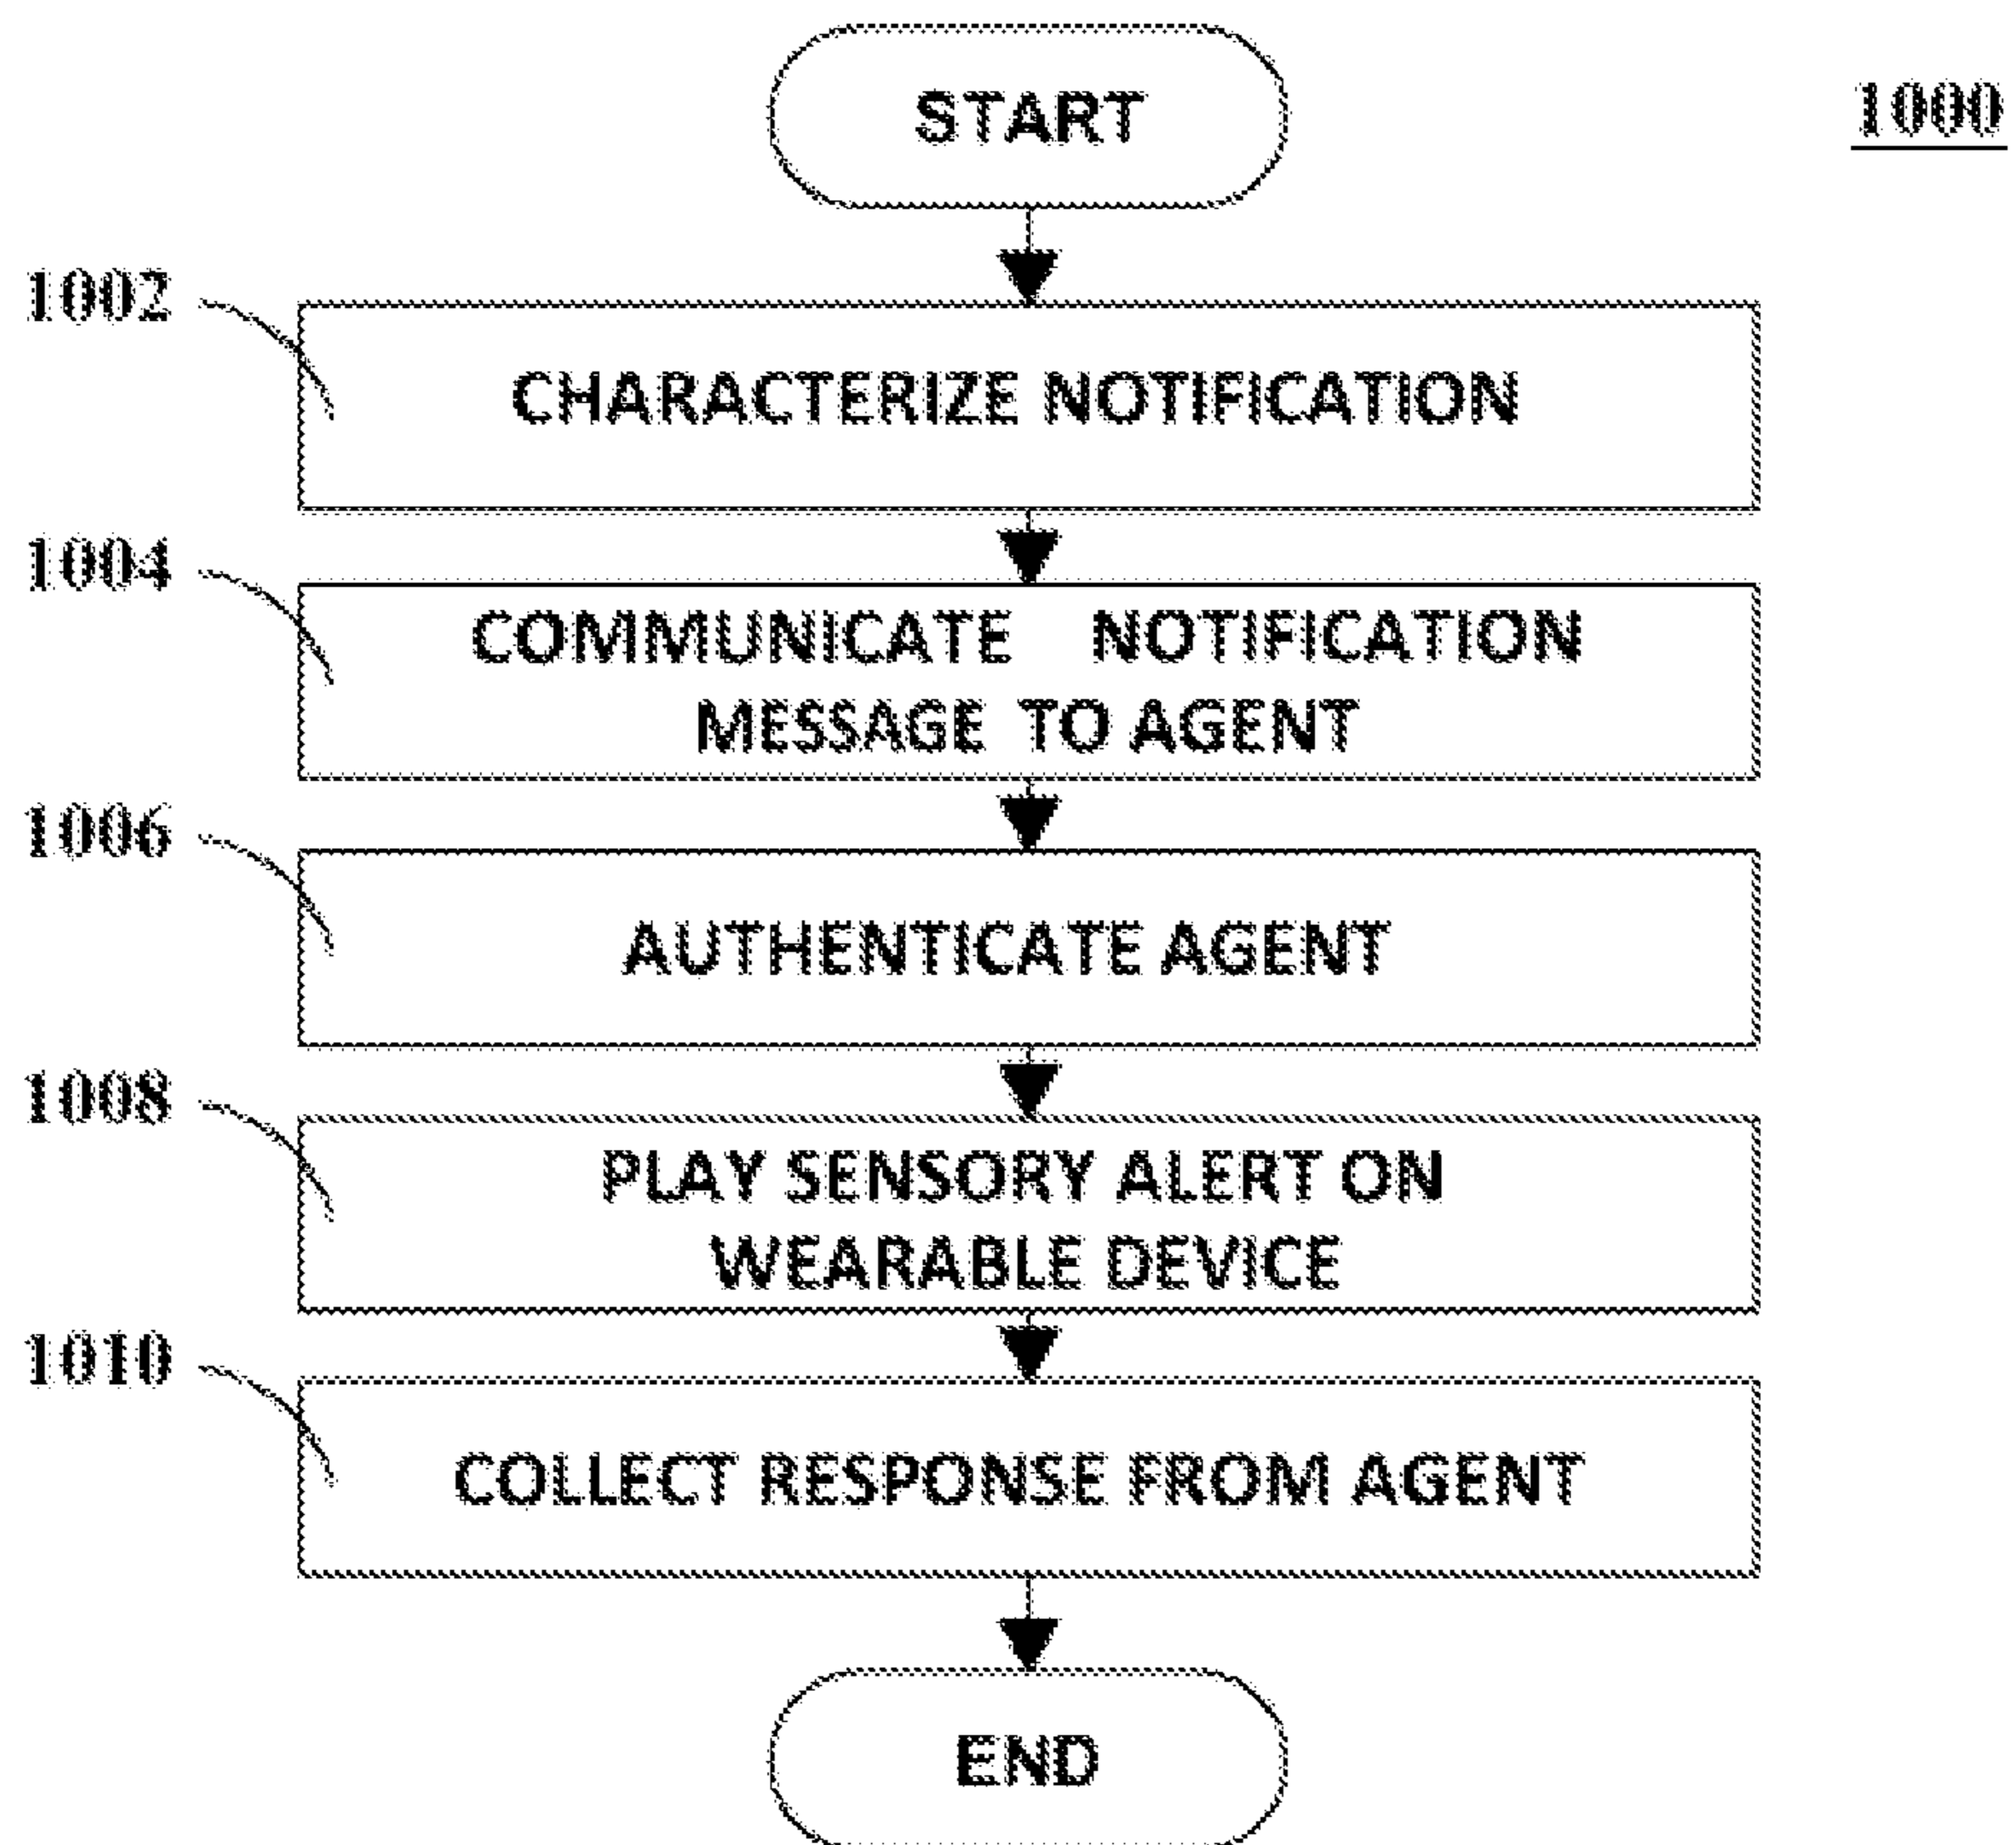 START
1000
1002
CHARACTERIZE NOTIFICATION
1004
COMMUNICATE NOTIFICATION
MESSAGE TO AGENT
1006
AUTHENTICATE AGENT
1008
PLAY SENSORY ALERT ON
WEARABLE DEVICE
1010
COLLECT RESPONSE FROM AGENT
END